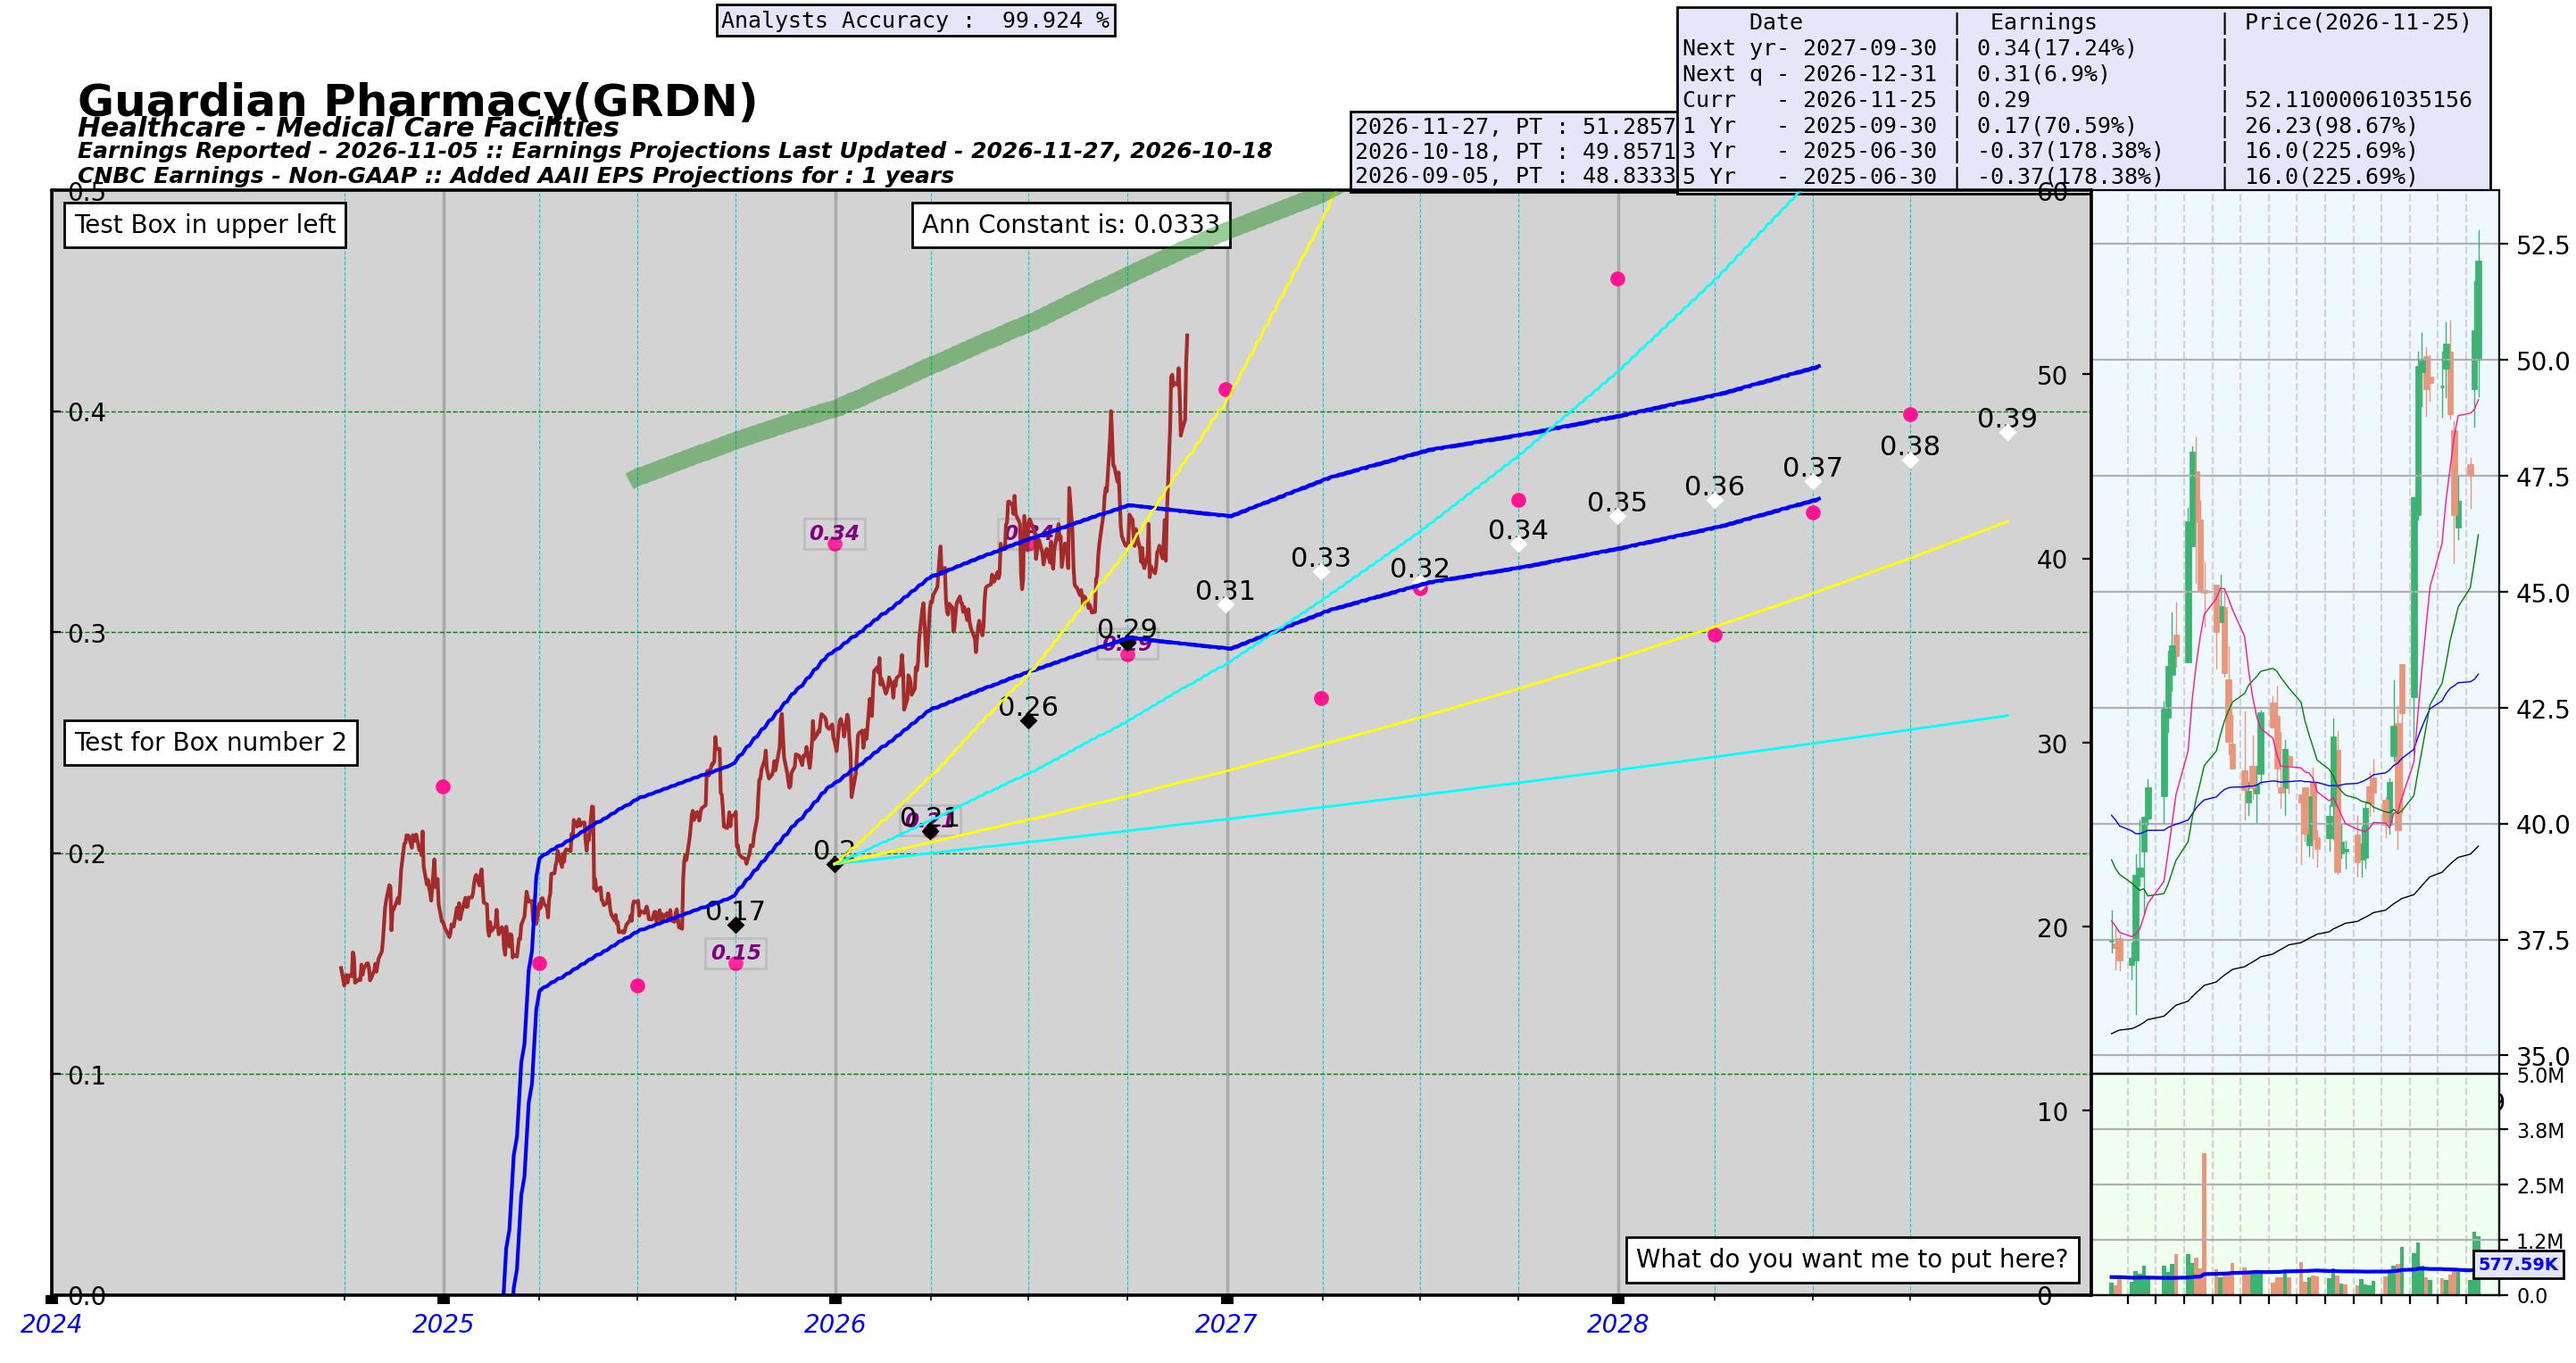 Analysts Accuracy :  99.924 %
Date | Earnings | Price(2026-11-25)
Next yr- 2027-09-30 | 0.34(17.24%) |
Next q - 2026-12-31 | 0.31(6.9%) |
Curr - 2026-11-25 | 0.29 | 52.11000061035156
1 Yr - 2025-09-30 | 0.17(70.59%) | 26.23(98.67%)
3 Yr - 2025-06-30 | -0.37(178.38%) | 16.0(225.69%)
5 Yr - 2025-06-30 | -0.37(178.38%) | 16.0(225.69%)
Guardian Pharmacy(GRDN)
Healthcare - Medical Care Facilities
Earnings Reported - 2026-11-05 :: Earnings Projections Last Updated - 2026-11-27, 2026-10-18
CNBC Earnings - Non-GAAP :: Added AAII EPS Projections for : 1 years
2026-11-27, PT : 51.2857
2026-10-18, PT : 49.8571
2026-09-05, PT : 48.8333
Test Box in upper left
Ann Constant is: 0.0333
Test for Box number 2
What do you want me to put here?
0.5
0.4
0.3
0.2
0.1
0.0
0.17
0.15
0.2
0.34
0.21
0.21
0.26
0.34
0.29
0.29
0.31
0.33
0.32
0.34
0.35
0.36
0.37
0.38
0.39
60
50
40
30
20
10
0
52.5
50.0
47.5
45.0
42.5
40.0
37.5
35.0
5.0M
3.8M
2.5M
1.2M
577.59K
0.0
2024
2025
2026
2027
2028